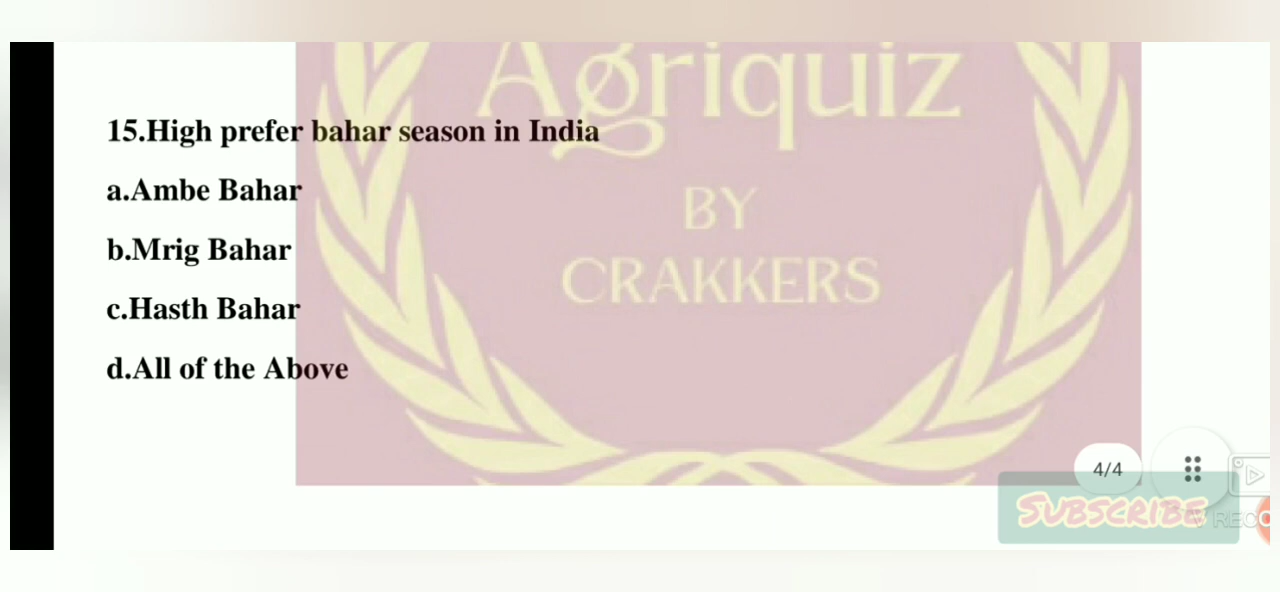 Agriquiz
BY
CRAKKERS
15.High prefer bahar season in India
a.Ambe Bahar
b.Mrig Bahar
c.Hasth Bahar
d.All of the Above
4/4
SUBSCRIBE